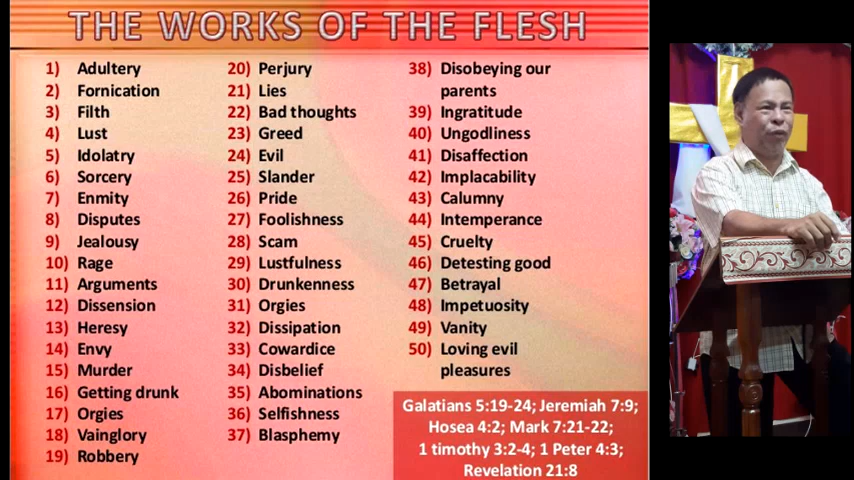 THE WORKS OF THE FLESH
1) Adultery
2) Fornication
3) Filth
4) Lust
5) Idolatry
6) Sorcery
7) Enmity
8) Disputes
9) Jealousy
10) Rage
11) Arguments
12) Dissension
13) Heresy
14) Envy
15) Murder
16) Getting drunk
17) Orgies
18) Vainglory
19) Robbery
20) Perjury
21) Lies
22) Bad thoughts
23) Greed
24) Evil
25) Slander
26) Pride
27) Foolishness
28) Scam
29) Lustfulness
30) Drunkenness
31) Orgies
32) Dissipation
33) Cowardice
34) Disbelief
35) Abominations
36) Selfishness
37) Blasphemy
38) Disobeying our
parents
39) Ingratitude
40) Ungodliness
41) Disaffection
42) Implacability
43) Calumny
44) Intemperance
45) Cruelty
46) Detesting good
47) Betrayal
48) Impetuosity
49) Vanity
50) Loving evil
pleasures
Galatians 5:19-24; Jeremiah 7:9;
Hosea 4:2; Mark 7:21-22;
1 timothy 3:2-4; 1 Peter 4:3;
Revelation 21:8